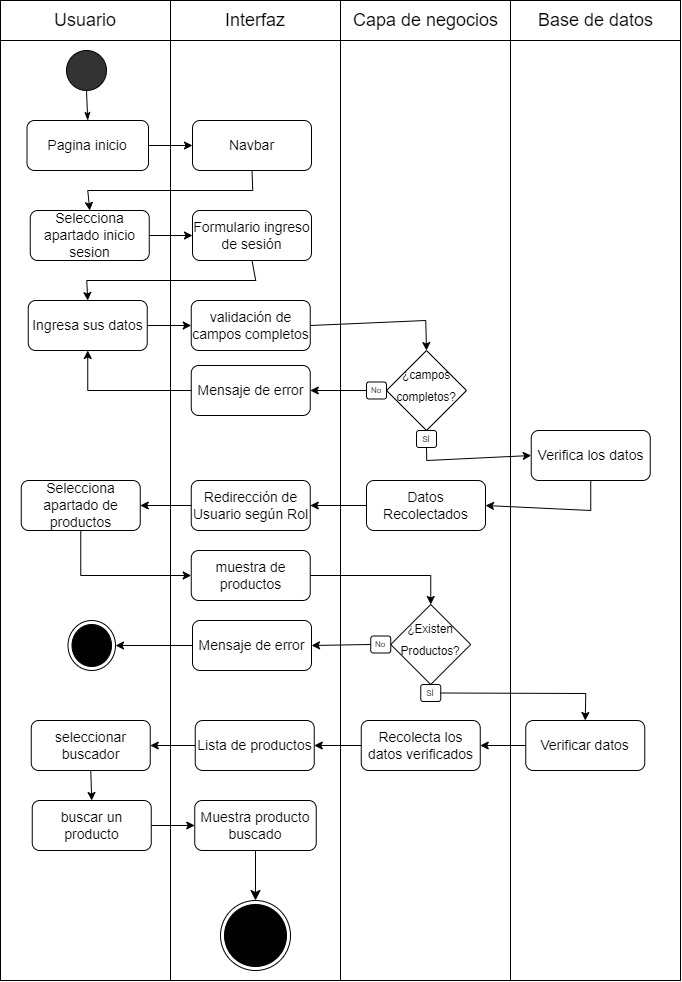 Usuario
Interfaz
Capa de negocios
Base de datos
Pagina inicio
Navbar
Selecciona
apartado inicio
sesion
Formulario ingreso
de sesión
Ingresa sus datos
validación de
campos completos
¿campos
completos?
No
Mensaje de error
SÍ
Verifica los datos
Selecciona
apartado de
productos
Redirección de
Usuario según Rol
Datos
Recolectados
muestra de
productos
¿Existen
Productos?
No
Mensaje de error
SÍ
seleccionar
buscador
Lista de productos
Recolecta los
datos verificados
Verificar datos
buscar un
producto
Muestra producto
buscado